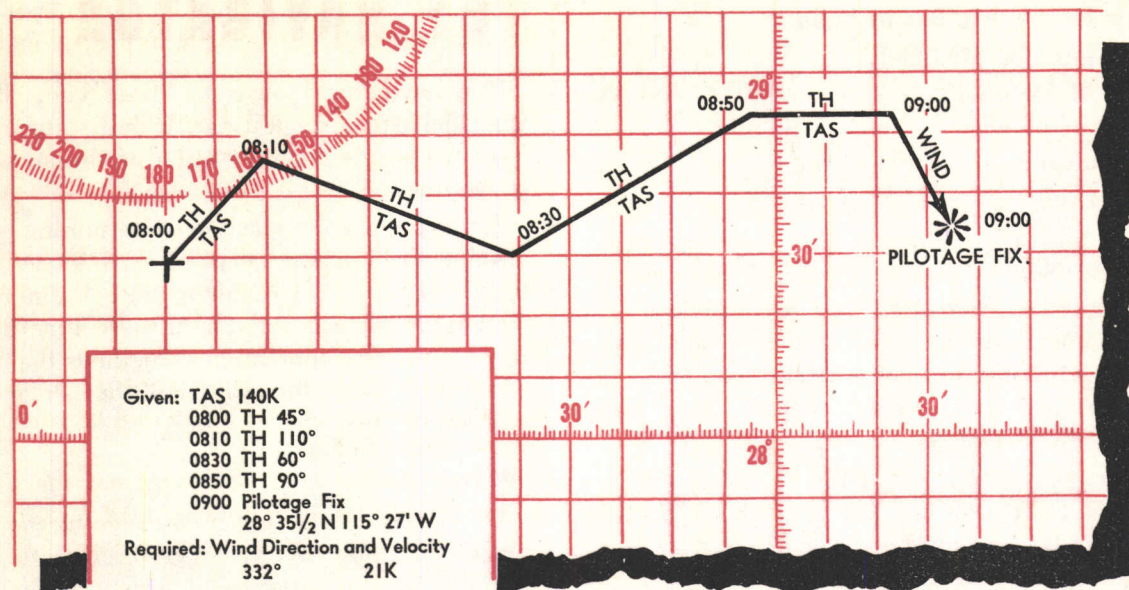 120
130
140
150
160
170
180
190
200
210
08:00
TH
TAS
08:10
TH
TAS
08:30
TH
TAS
08:50
29°
TH
TAS
09:00
WIND
09:00
PILOTAGE FIX.
30′
0′
30′
30′
28°
Given: TAS 140K
0800 TH 45°
0810 TH 110°
0830 TH 60°
0850 TH 90°
0900 Pilotage Fix
28° 35½ N 115° 27' W
Required: Wind Direction and Velocity
332° 21K